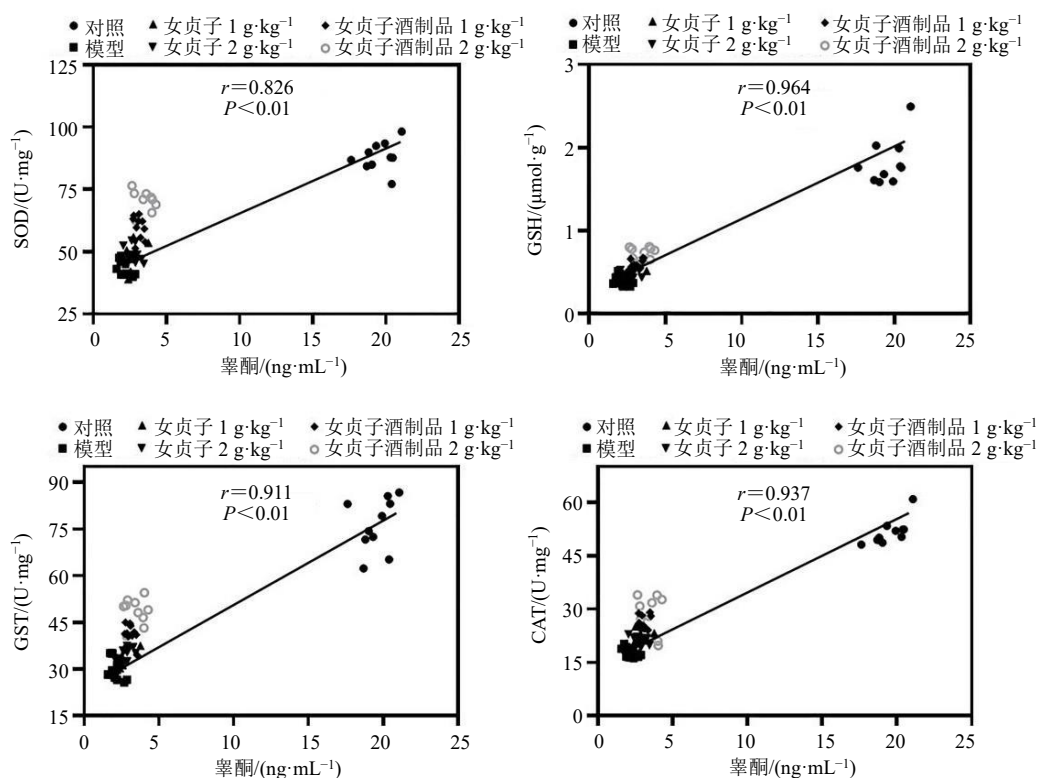 ● 对照 ▲ 女贞子 1 g·kg⁻¹ ◆ 女贞子酒制品 1 g·kg⁻¹
■ 模型 ▼ 女贞子 2 g·kg⁻¹ ○ 女贞子酒制品 2 g·kg⁻¹
125
100
75
50
25
SOD/(U·mg⁻¹)
r=0.826
P<0.01
0 5 10 15 20 25
睾酮/(ng·mL⁻¹)
● 对照 ▲ 女贞子 1 g·kg⁻¹ ◆ 女贞子酒制品 1 g·kg⁻¹
■ 模型 ▼ 女贞子 2 g·kg⁻¹ ○ 女贞子酒制品 2 g·kg⁻¹
3
2
1
0
GSH/(μmol·g⁻¹)
r=0.964
P<0.01
0 5 10 15 20 25
睾酮/(ng·mL⁻¹)
● 对照 ▲ 女贞子 1 g·kg⁻¹ ◆ 女贞子酒制品 1 g·kg⁻¹
■ 模型 ▼ 女贞子 2 g·kg⁻¹ ○ 女贞子酒制品 2 g·kg⁻¹
90
75
60
45
30
15
GST/(U·mg⁻¹)
r=0.911
P<0.01
0 5 10 15 20 25
睾酮/(ng·mL⁻¹)
● 对照 ▲ 女贞子 1 g·kg⁻¹ ◆ 女贞子酒制品 1 g·kg⁻¹
■ 模型 ▼ 女贞子 2 g·kg⁻¹ ○ 女贞子酒制品 2 g·kg⁻¹
60
45
30
15
0
CAT/(U·mg⁻¹)
r=0.937
P<0.01
0 5 10 15 20 25
睾酮/(ng·mL⁻¹)